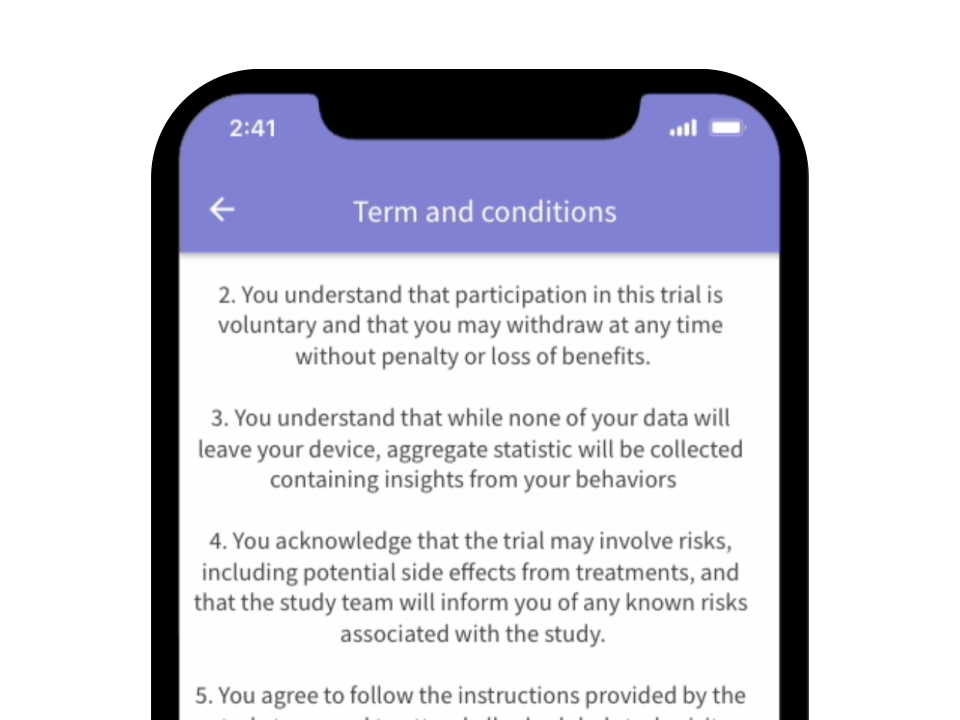 2:41
Term and conditions
2. You understand that participation in this trial is
voluntary and that you may withdraw at any time
without penalty or loss of benefits.
3. You understand that while none of your data will
leave your device, aggregate statistic will be collected
containing insights from your behaviors
4. You acknowledge that the trial may involve risks,
including potential side effects from treatments, and
that the study team will inform you of any known risks
associated with the study.
5. You agree to follow the instructions provided by the